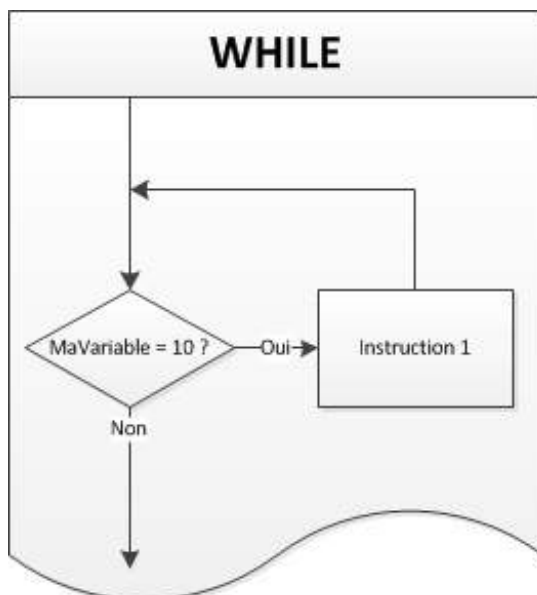 WHILE
MaVariable = 10 ?
Oui
Instruction 1
Non